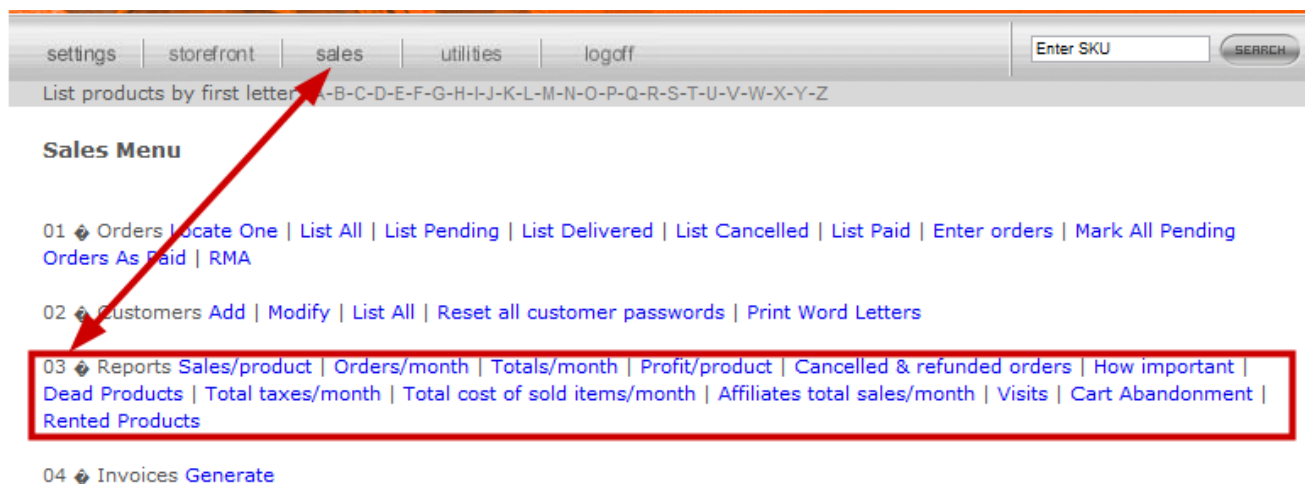 settings storefront sales utilities logoff Enter SKU SEARCH
List products by first letter A-B-C-D-E-F-G-H-I-J-K-L-M-N-O-P-Q-R-S-T-U-V-W-X-Y-Z
Sales Menu
01 � Orders Locate One | List All | List Pending | List Delivered | List Cancelled | List Paid | Enter orders | Mark All Pending
Orders As Paid | RMA
02 � Customers Add | Modify | List All | Reset all customer passwords | Print Word Letters
03 � Reports Sales/product | Orders/month | Totals/month | Profit/product | Cancelled & refunded orders | How important |
Dead Products | Total taxes/month | Total cost of sold items/month | Affiliates total sales/month | Visits | Cart Abandonment |
Rented Products
04 � Invoices Generate